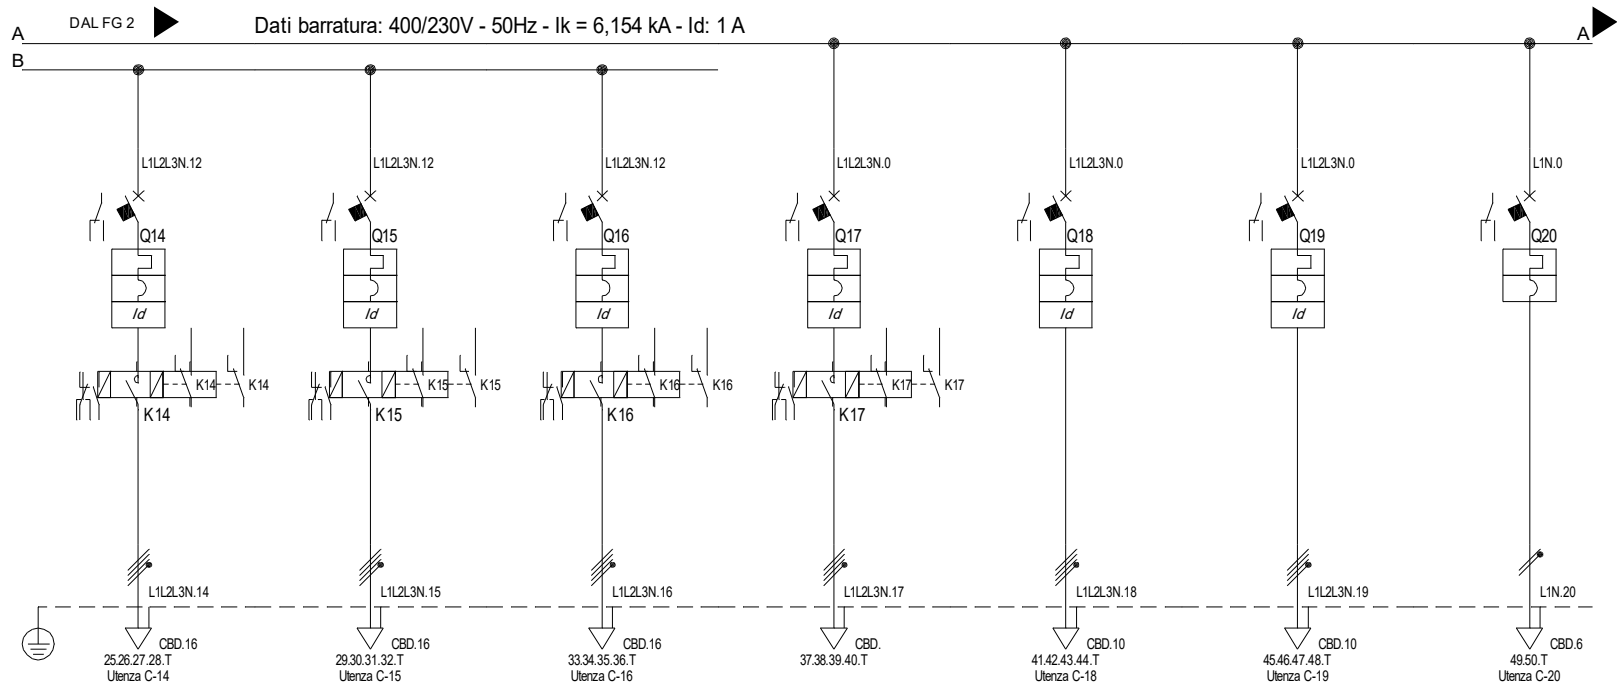 DAL FG 2
Dati barratura: 400/230V - 50Hz - Ik = 6,154 kA - Id: 1 A
A A
B
L1L2L3N.12 L1L2L3N.12 L1L2L3N.12 L1L2L3N.0 L1L2L3N.0 L1L2L3N.0 L1N.0
Q14 Q15 Q16 Q17 Q18 Q19 Q20
Id Id Id Id Id Id
K14 K14 K15 K15 K16 K16 K17 K17
K14 K15 K16 K17
L1L2L3N.14 L1L2L3N.15 L1L2L3N.16 L1L2L3N.17 L1L2L3N.18 L1L2L3N.19 L1N.20
CBD.16 CBD.16 CBD.16 CBD. CBD.10 CBD.10 CBD.6
25.26.27.28.T 29.30.31.32.T 33.34.35.36.T 37.38.39.40.T 41.42.43.44.T 45.46.47.48.T 49.50.T
Utenza C-14 Utenza C-15 Utenza C-16 Utenza C-18 Utenza C-19 Utenza C-20